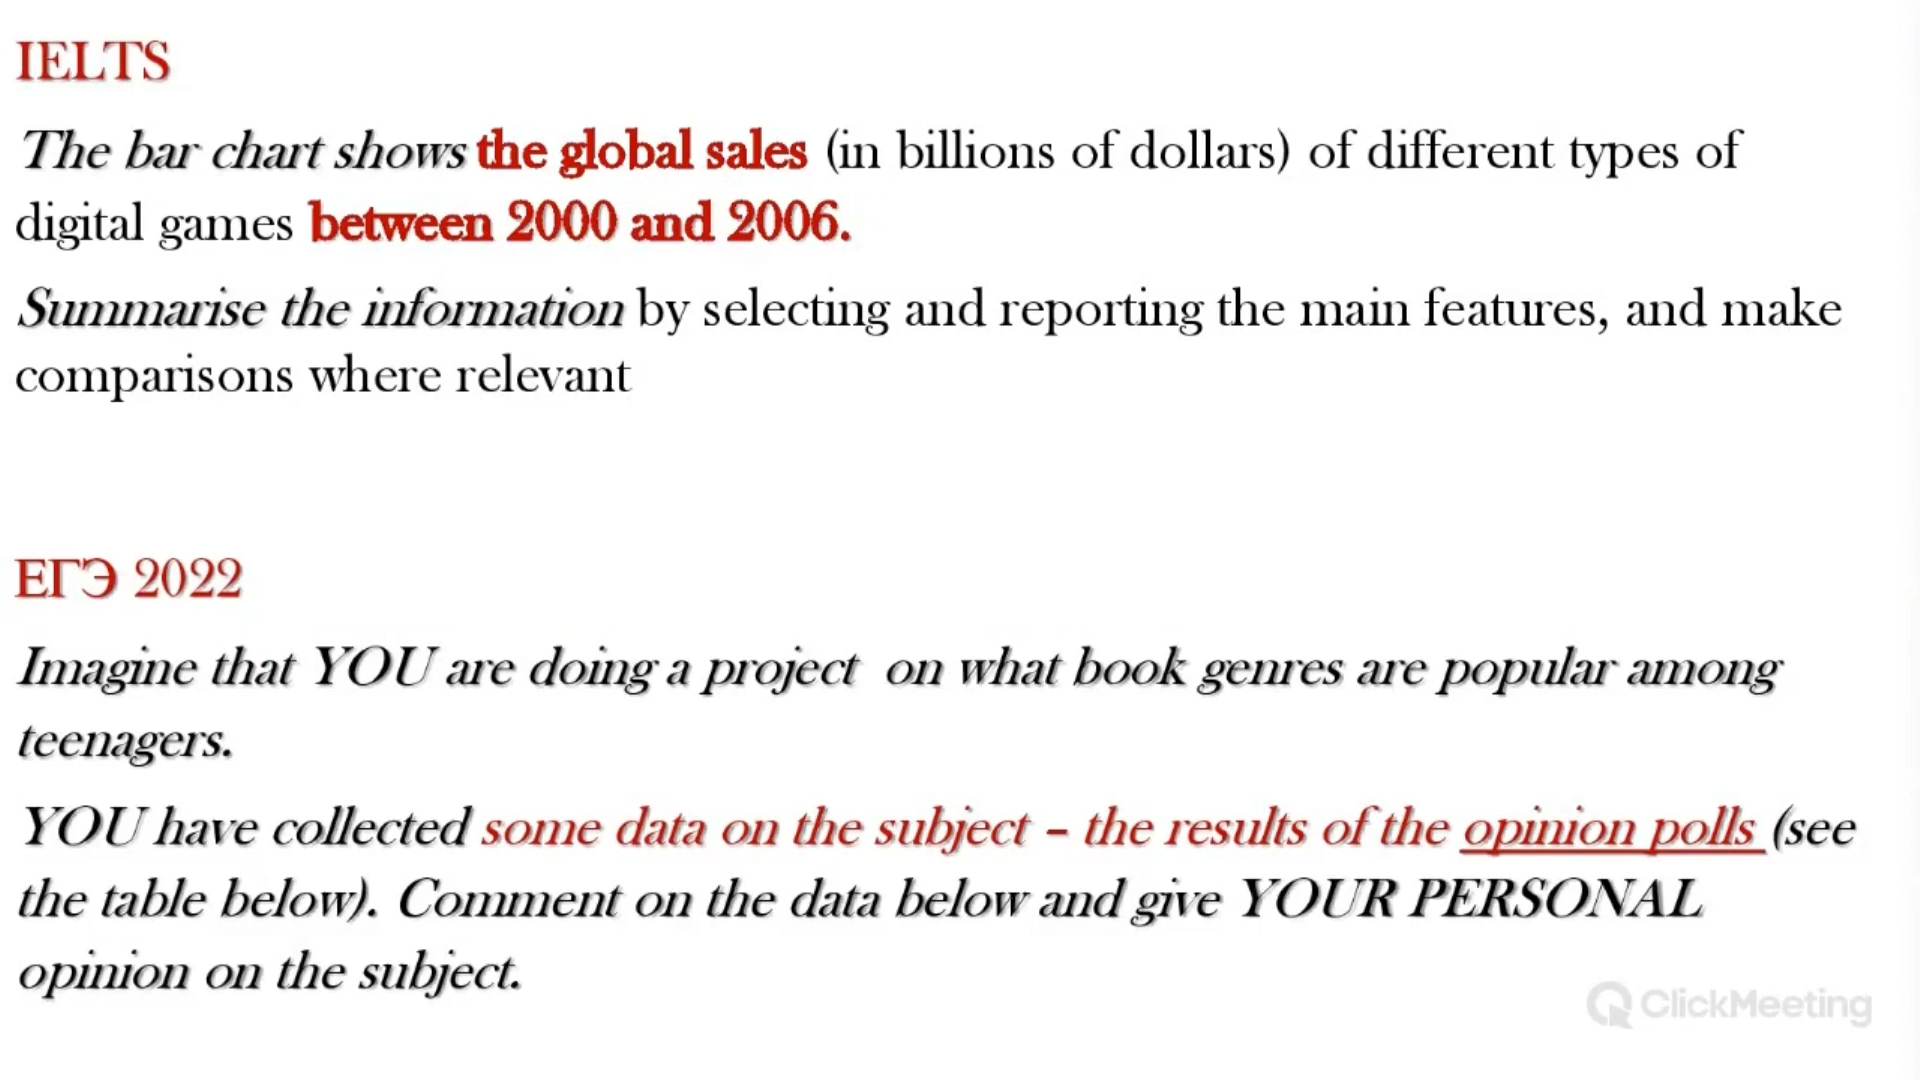 IELTS
The bar chart shows the global sales (in billions of dollars) of different types of
digital games between 2000 and 2006.
Summarise the information by selecting and reporting the main features, and make
comparisons where relevant
ЕГЭ 2022
Imagine that YOU are doing a project on what book genres are popular among
teenagers.
YOU have collected some data on the subject – the results of the opinion polls (see
the table below). Comment on the data below and give YOUR PERSONAL
opinion on the subject.
ClickMeeting